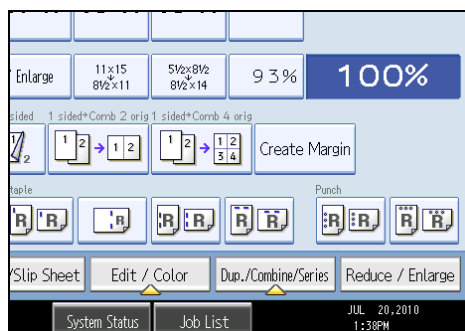 Enlarge
11×15
8½×11
5½×8½
8½×14
93%
100%
sided 1 sided→Comb 2 orig 1 sided→Comb 4 orig
2
1 2 → 1 2
1 2 → 1 2
3 4
Create Margin
taple
Punch
R R R R R R R R R R R
/Slip Sheet
Edit / Color
Dup./Combine/Series
Reduce / Enlarge
System Status
Job List
JUL 20,2010
1:38PM